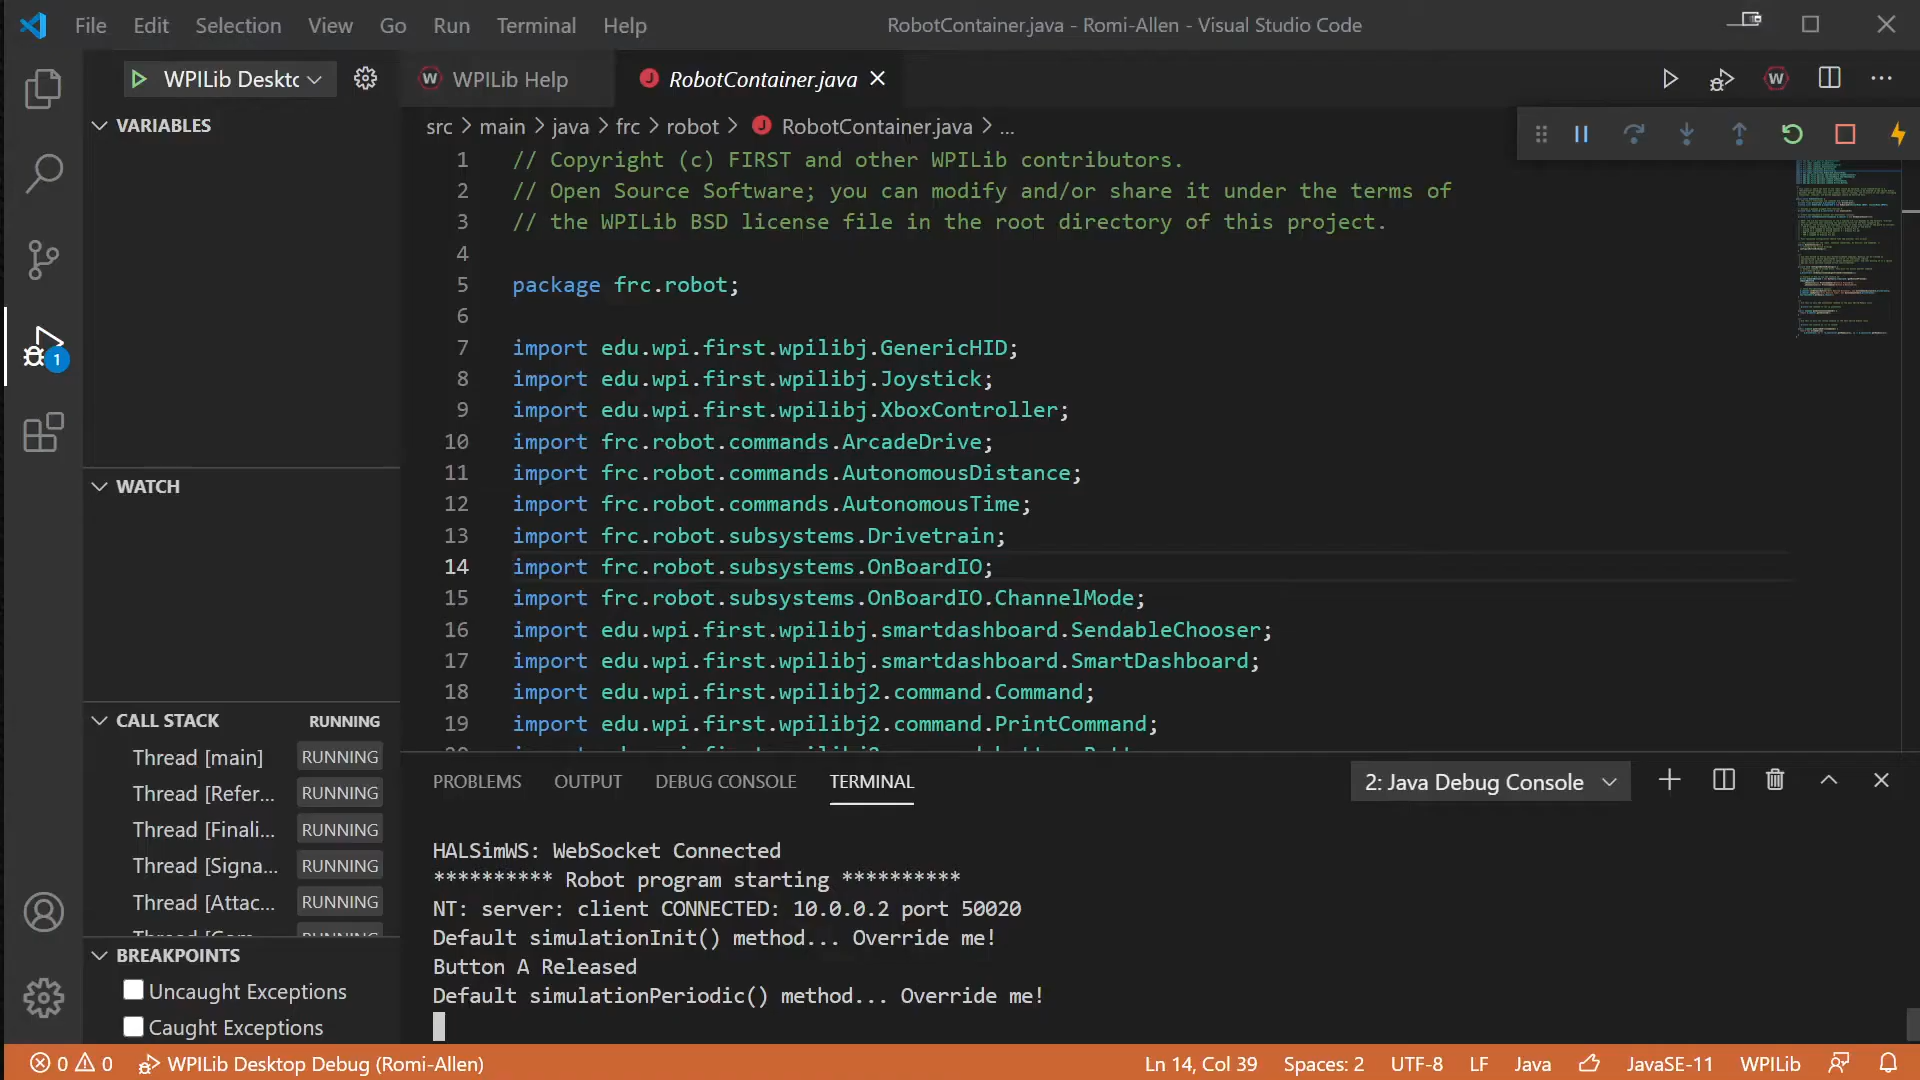 File Edit Selection View Go Run Terminal Help
RobotContainer.java - Romi-Allen - Visual Studio Code
WPILib Deskto
WPILib Help
RobotContainer.java
src > main > java > frc > robot > RobotContainer.java > ...
VARIABLES
1 // Copyright (c) FIRST and other WPILib contributors.
2 // Open Source Software; you can modify and/or share it under the terms of
3 // the WPILib BSD license file in the root directory of this project.
4
5 package frc.robot;
6
7 import edu.wpi.first.wpilibj.GenericHID;
8 import edu.wpi.first.wpilibj.Joystick;
9 import edu.wpi.first.wpilibj.XboxController;
10 import frc.robot.commands.ArcadeDrive;
11 import frc.robot.commands.AutonomousDistance;
12 import frc.robot.commands.AutonomousTime;
13 import frc.robot.subsystems.Drivetrain;
14 import frc.robot.subsystems.OnBoardIO;
15 import frc.robot.subsystems.OnBoardIO.ChannelMode;
16 import edu.wpi.first.wpilibj.smartdashboard.SendableChooser;
17 import edu.wpi.first.wpilibj.smartdashboard.SmartDashboard;
18 import edu.wpi.first.wpilibj2.command.Command;
19 import edu.wpi.first.wpilibj2.command.PrintCommand;
1
WATCH
CALL STACK RUNNING
Thread [main] RUNNING
Thread [Refer... RUNNING
Thread [Finali... RUNNING
Thread [Signa... RUNNING
Thread [Attac... RUNNING
BREAKPOINTS
Uncaught Exceptions
Caught Exceptions
PROBLEMS OUTPUT DEBUG CONSOLE TERMINAL
2: Java Debug Console
HALSimWS: WebSocket Connected
********** Robot program starting **********
NT: server: client CONNECTED: 10.0.0.2 port 50020
Default simulationInit() method... Override me!
Button A Released
Default simulationPeriodic() method... Override me!
0 0 WPILib Desktop Debug (Romi-Allen)
Ln 14, Col 39 Spaces: 2 UTF-8 LF Java JavaSE-11 WPILib